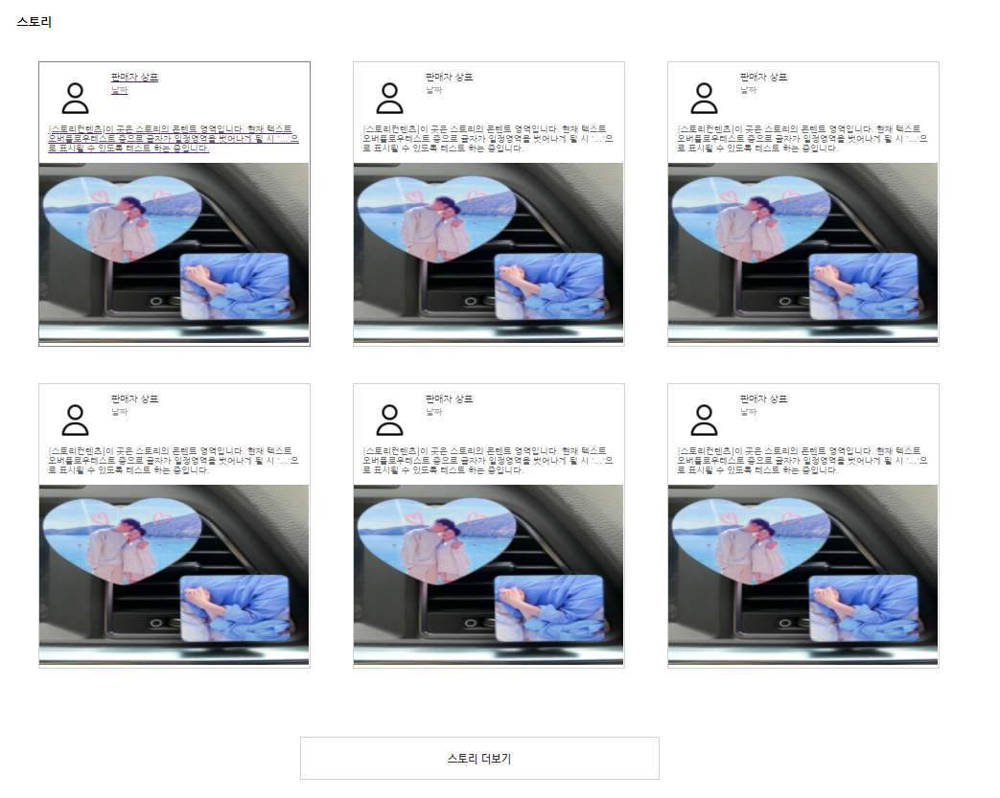 스토리
판매자 상표
날짜
[스토리컨텐츠]이 곳은 스토리의 콘텐트 영역입니다. 현재 텍스트
오버플로우테스트 중으로 글자가 일정영역을 벗어나게 될 시 '...'으
로 표시될 수 있도록 테스트 하는 중입니다.
판매자 상표
날짜
[스토리컨텐츠]이 곳은 스토리의 콘텐트 영역입니다. 현재 텍스트
오버플로우테스트 중으로 글자가 일정영역을 벗어나게 될 시 '...'으
로 표시될 수 있도록 테스트 하는 중입니다.
판매자 상표
날짜
[스토리컨텐츠]이 곳은 스토리의 콘텐트 영역입니다. 현재 텍스트
오버플로우테스트 중으로 글자가 일정영역을 벗어나게 될 시 '...'으
로 표시될 수 있도록 테스트 하는 중입니다.
판매자 상표
날짜
[스토리컨텐츠]이 곳은 스토리의 콘텐트 영역입니다. 현재 텍스트
오버플로우테스트 중으로 글자가 일정영역을 벗어나게 될 시 '...'으
로 표시될 수 있도록 테스트 하는 중입니다.
판매자 상표
날짜
[스토리컨텐츠]이 곳은 스토리의 콘텐트 영역입니다. 현재 텍스트
오버플로우테스트 중으로 글자가 일정영역을 벗어나게 될 시 '...'으
로 표시될 수 있도록 테스트 하는 중입니다.
판매자 상표
날짜
[스토리컨텐츠]이 곳은 스토리의 콘텐트 영역입니다. 현재 텍스트
오버플로우테스트 중으로 글자가 일정영역을 벗어나게 될 시 '...'으
로 표시될 수 있도록 테스트 하는 중입니다.
스토리 더보기